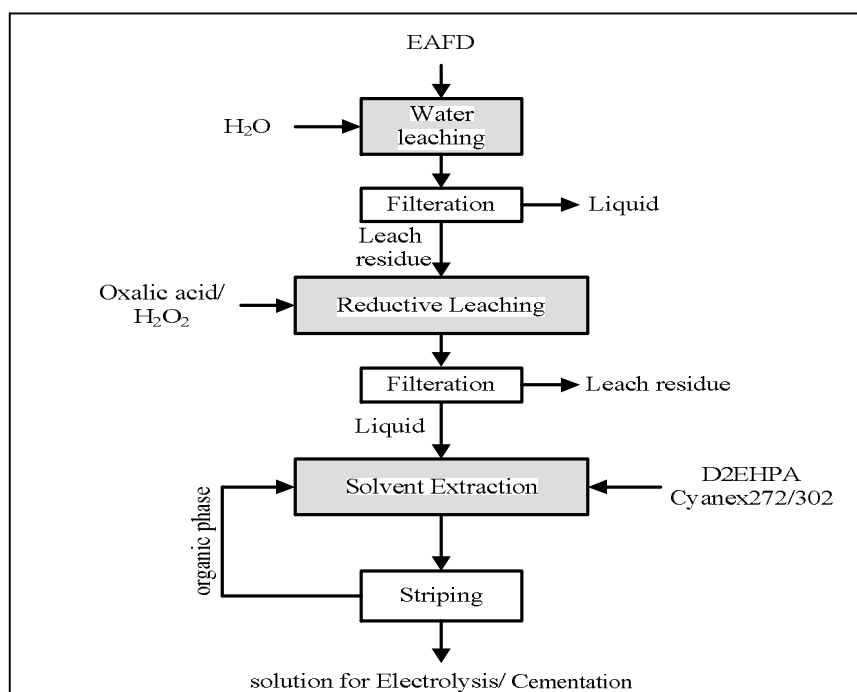 EAFD
Water
leaching
H₂O
Filteration
Liquid
Leach
residue
Oxalic acid/
H₂O₂
Reductive Leaching
Filteration
Leach residue
Liquid
Solvent Extraction
D2EHPA
Cyanex272/302
organic phase
Striping
solution for Electrolysis/ Cementation